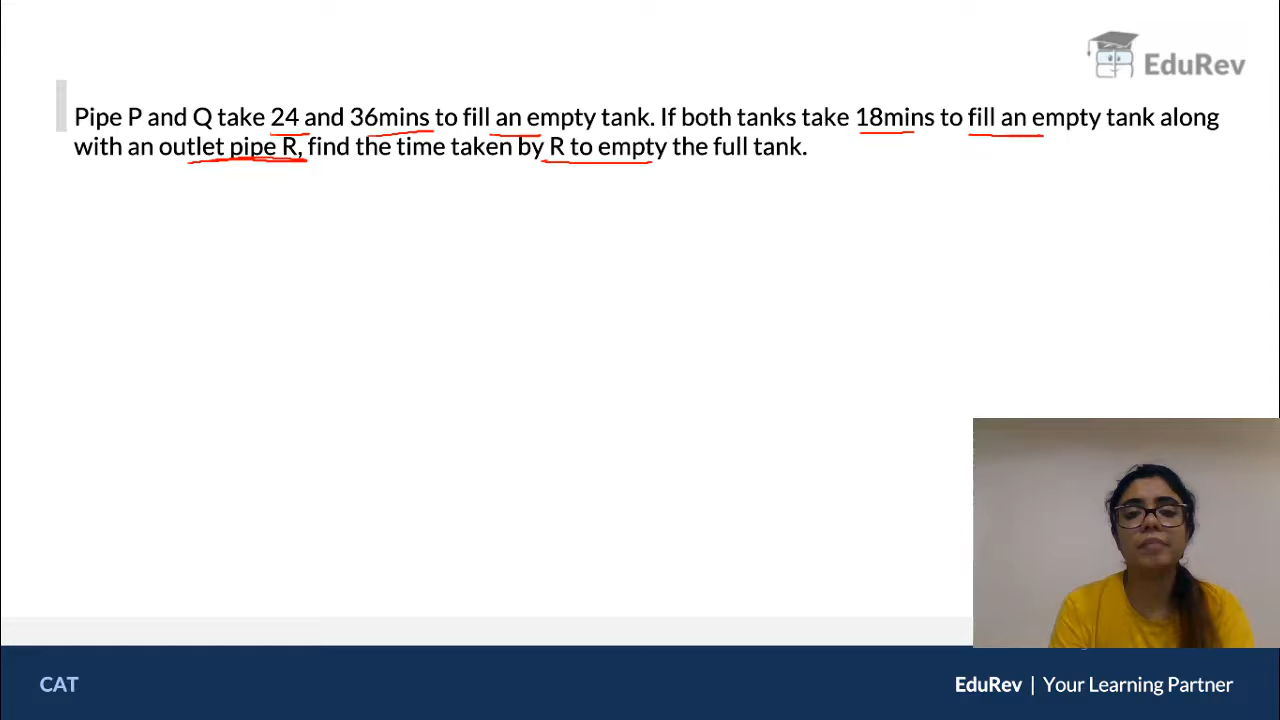 EduRev
Pipe P and Q take 24 and 36mins to fill an empty tank. If both tanks take 18mins to fill an empty tank along
with an outlet pipe R, find the time taken by R to empty the full tank.
CAT
EduRev | Your Learning Partner